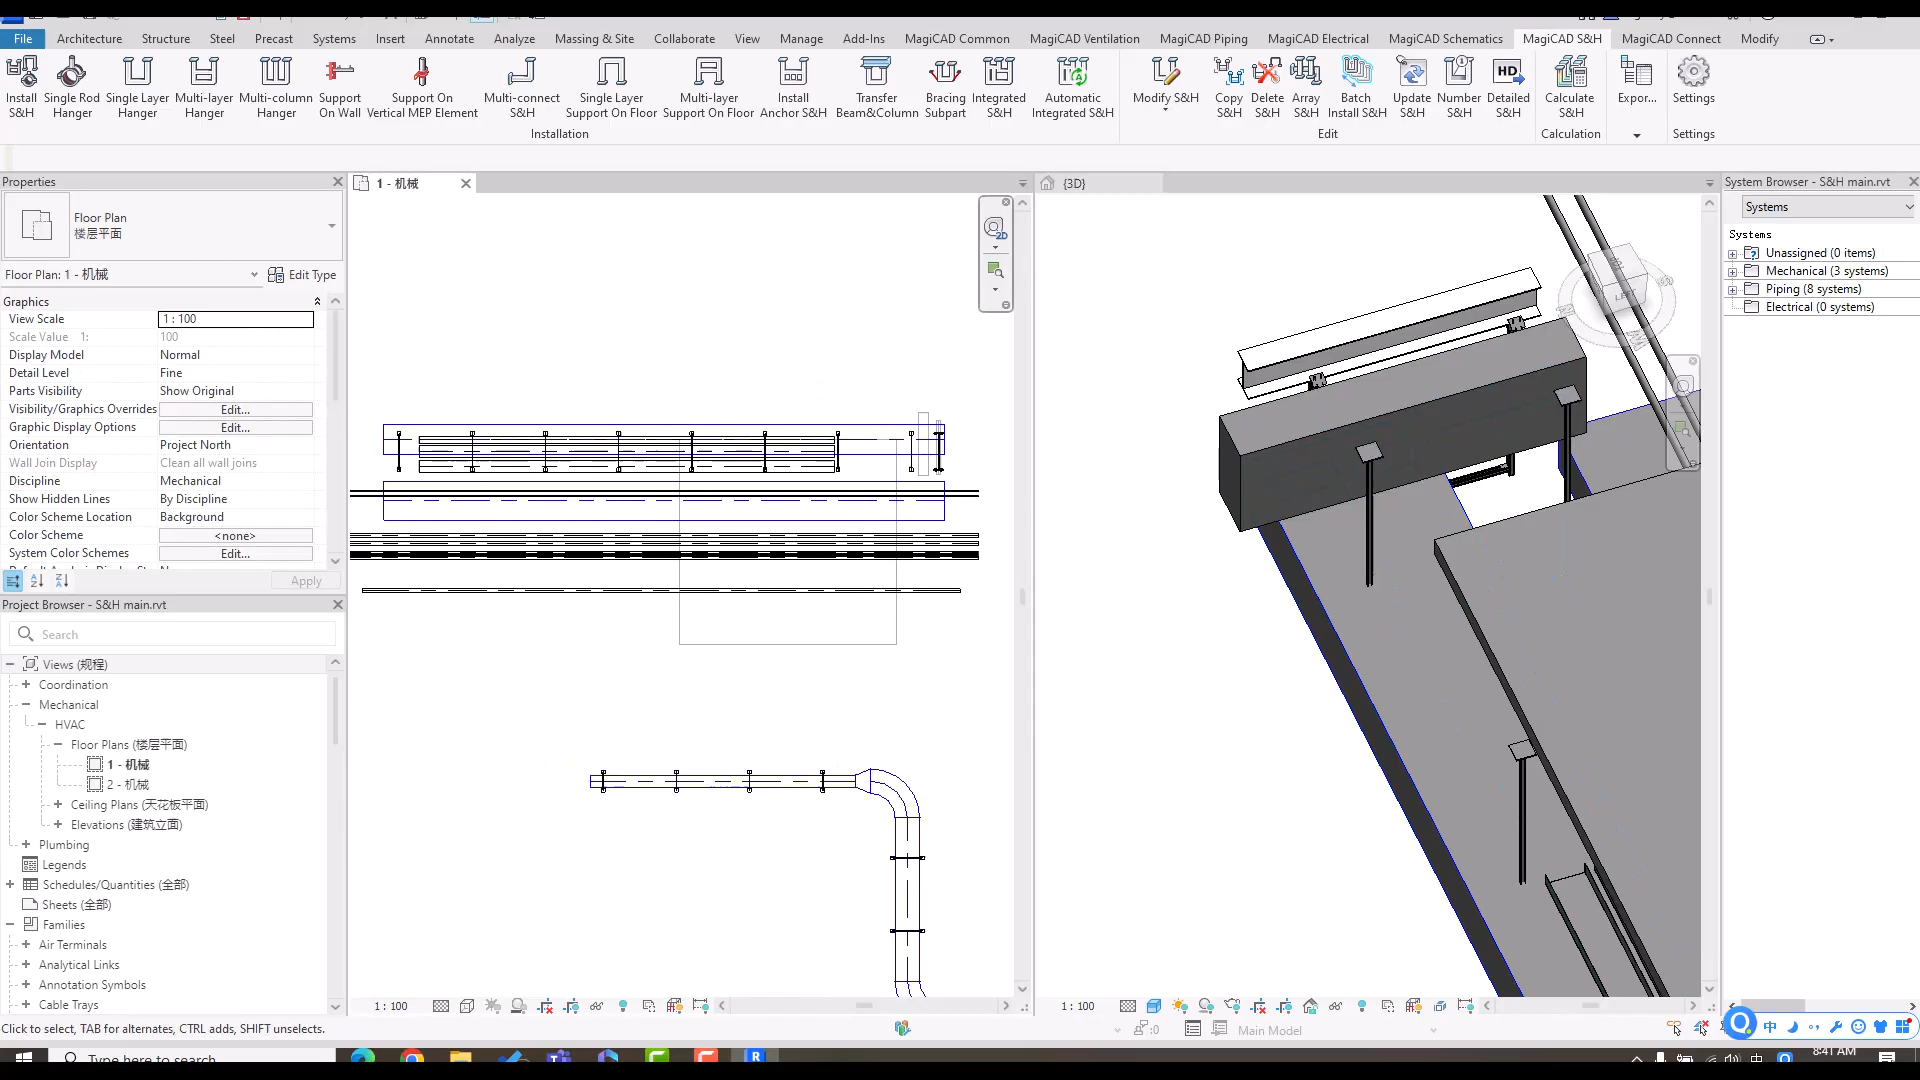 File Architecture Structure Steel Precast Systems Insert Annotate Analyze Massing & Site Collaborate View Manage Add-Ins MagiCAD Common MagiCAD Ventilation MagiCAD Piping MagiCAD Electrical MagiCAD Schematics MagiCAD S&H MagiCAD Connect Modify
Install S&H
Single Rod Hanger
Single Layer Hanger
Multi-layer Hanger
Multi-column Hanger
Support On Wall
Support On Vertical MEP Element
Multi-connect S&H
Single Layer Support On Floor
Multi-layer Support On Floor
Install Anchor S&H
Transfer Beam&Column
Bracing Subpart
Integrated S&H
Automatic Integrated S&H
Modify S&H
Copy S&H
Delete S&H
Array S&H
Batch Install S&H
Update S&H
Number S&H
HD
Detailed S&H
Calculate S&H
Expor...
Settings
Installation
Edit
Calculation
Settings
Properties
Floor Plan
楼层平面
Floor Plan: 1 - 机械
Edit Type
Graphics
View Scale 1 : 100
Scale Value 1: 100
Display Model Normal
Detail Level Fine
Parts Visibility Show Original
Visibility/Graphics Overrides Edit...
Graphic Display Options Edit...
Orientation Project North
Wall Join Display Clean all wall joins
Discipline Mechanical
Show Hidden Lines By Discipline
Color Scheme Location Background
Color Scheme <none>
System Color Schemes Edit...
Apply
Project Browser - S&H main.rvt
Search
Views (规程)
Coordination
Mechanical
HVAC
Floor Plans (楼层平面)
1 - 机械
2 - 机械
Ceiling Plans (天花板平面)
Elevations (建筑立面)
Plumbing
Legends
Schedules/Quantities (全部)
Sheets (全部)
Families
Air Terminals
Analytical Links
Annotation Symbols
Cable Trays
1 - 机械
2D
1 : 100
{3D}
LEFT
1 : 100
System Browser - S&H main.rvt
Systems
Systems
Unassigned (0 items)
Mechanical (3 systems)
Piping (8 systems)
Electrical (0 systems)
Click to select, TAB for alternates, CTRL adds, SHIFT unselects.
:0
Main Model
中
Type here to search
中
8:41 AM